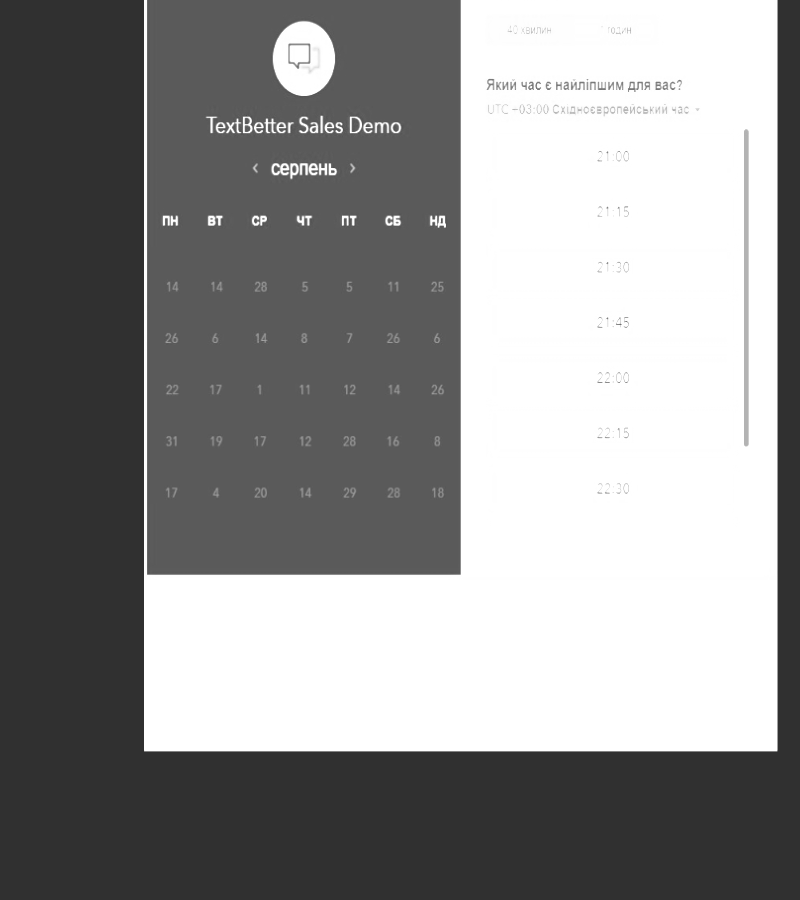 TextBetter Sales Demo
‹ серпень ›
ПН ВТ СР ЧТ ПТ СБ НД
14 14 28 5 5 11 25
26 6 14 8 7 26 6
22 17 1 11 12 14 26
31 19 17 12 28 16 8
17 4 20 14 29 28 18
40 хвилин годин
Який час є найліпшим для вас?
UTC −03:00 Східноєвропейський час
21:00
21:15
21:30
21:45
22:00
22:15
22:30